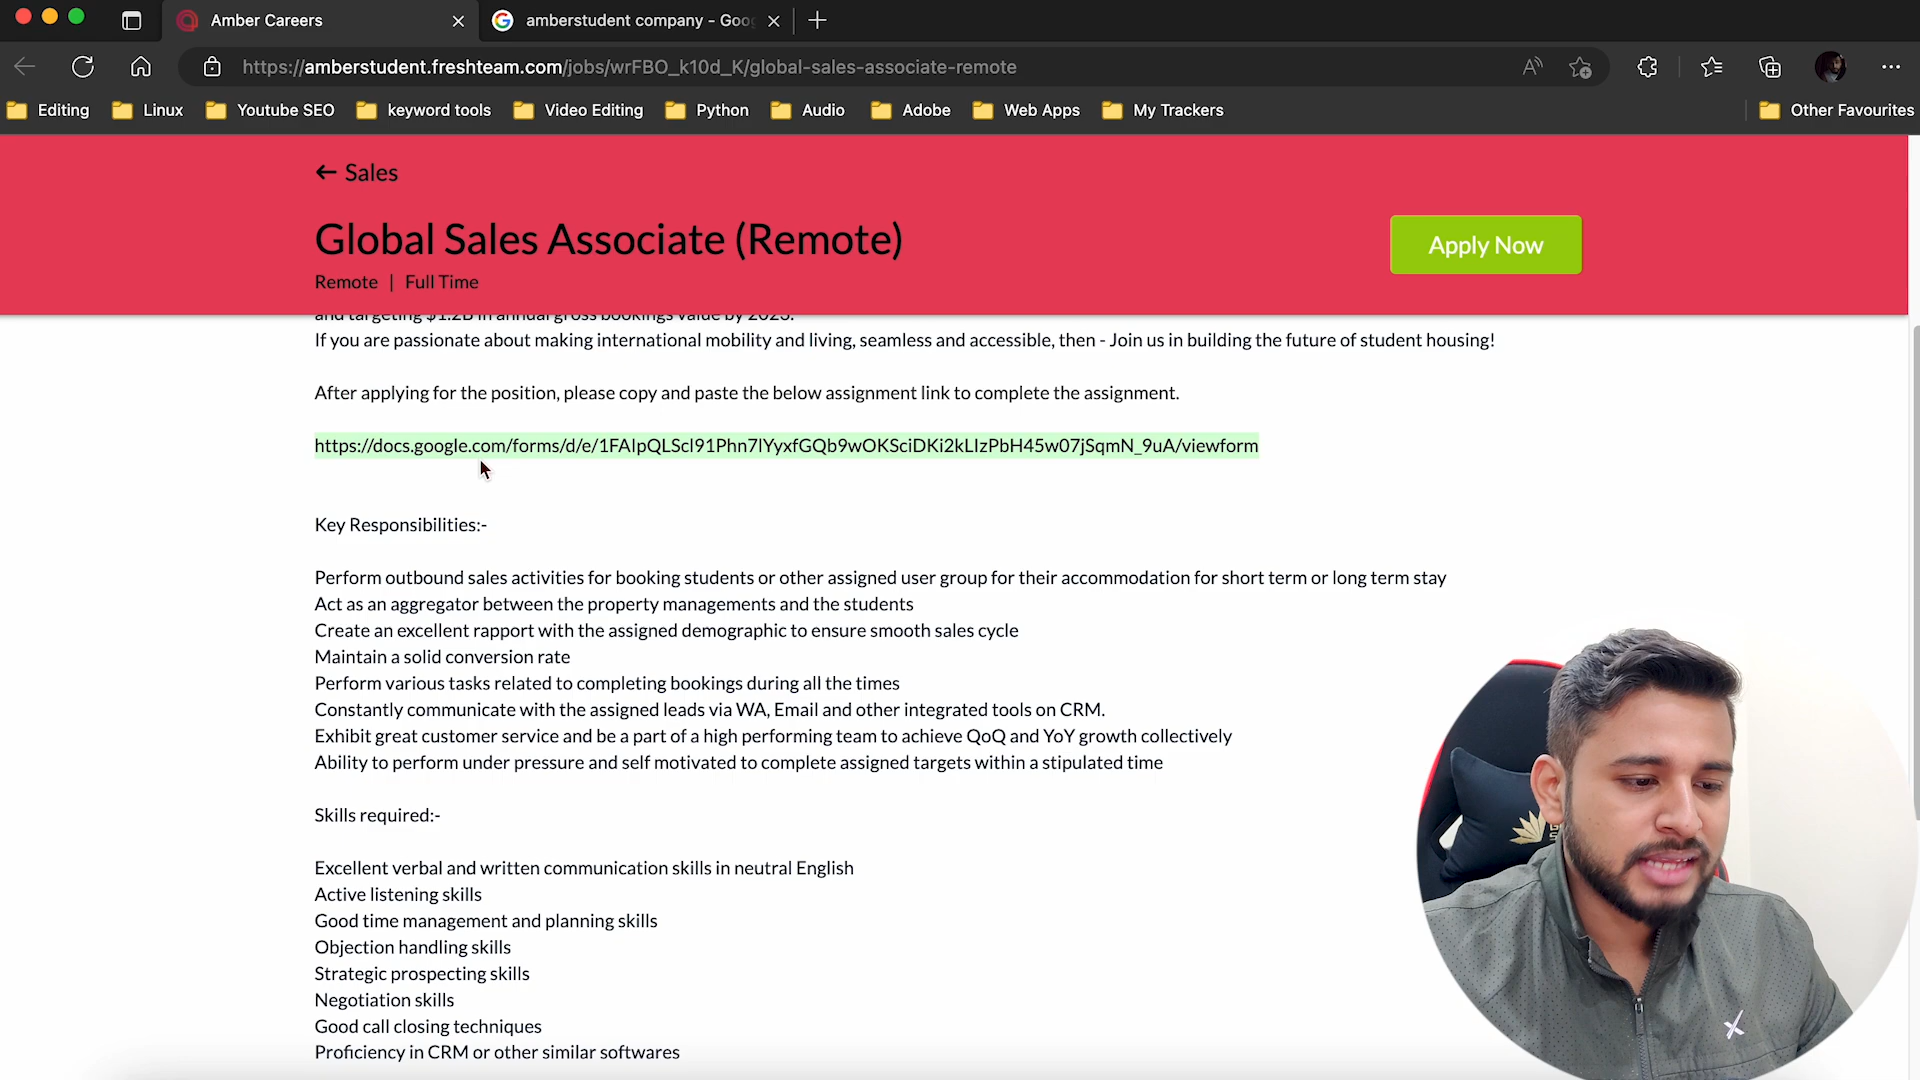 Amber Careers
amberstudent company - Goo
https://amberstudent.freshteam.com/jobs/wrFBO_k10d_K/global-sales-associate-remote
Editing
Linux
Youtube SEO
keyword tools
Video Editing
Python
Audio
Adobe
Web Apps
My Trackers
Other Favourites
← Sales
Global Sales Associate (Remote)
Apply Now
Remote | Full Time
and targeting $1.2B in annual gross bookings value by 2023.
If you are passionate about making international mobility and living, seamless and accessible, then - Join us in building the future of student housing!
After applying for the position, please copy and paste the below assignment link to complete the assignment.
https://docs.google.com/forms/d/e/1FAIpQLScl91Phn7lYyxfGQb9wOKSciDKi2kLIzPbH45w07jSqmN_9uA/viewform
Key Responsibilities:-
Perform outbound sales activities for booking students or other assigned user group for their accommodation for short term or long term stay
Act as an aggregator between the property managements and the students
Create an excellent rapport with the assigned demographic to ensure smooth sales cycle
Maintain a solid conversion rate
Perform various tasks related to completing bookings during all the times
Constantly communicate with the assigned leads via WA, Email and other integrated tools on CRM.
Exhibit great customer service and be a part of a high performing team to achieve QoQ and YoY growth collectively
Ability to perform under pressure and self motivated to complete assigned targets within a stipulated time
Skills required:-
Excellent verbal and written communication skills in neutral English
Active listening skills
Good time management and planning skills
Objection handling skills
Strategic prospecting skills
Negotiation skills
Good call closing techniques
Proficiency in CRM or other similar softwares